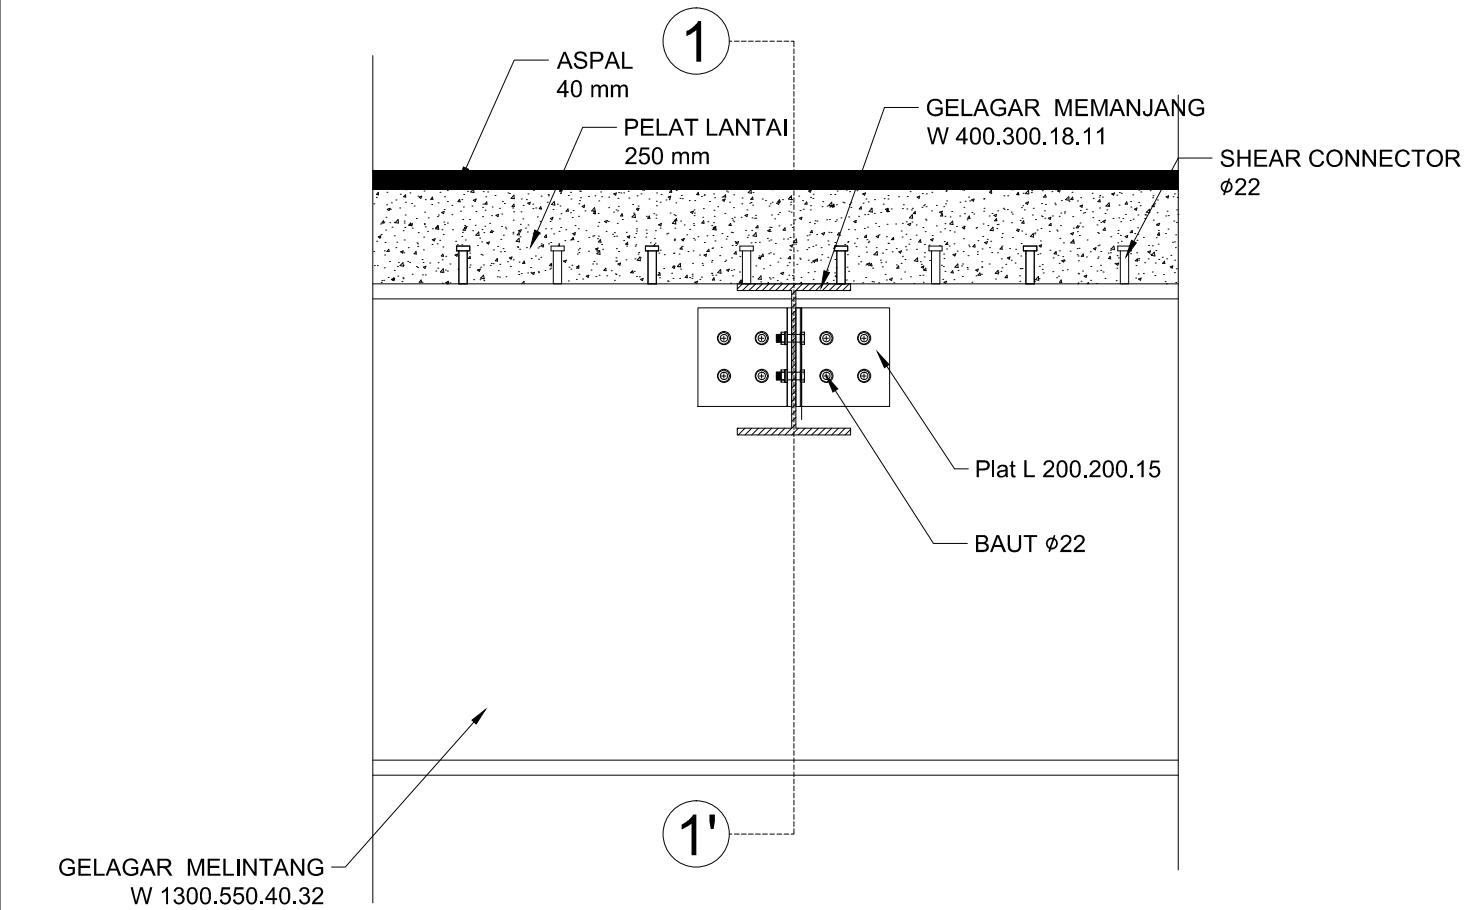 1
ASPAL
40 mm
GELAGAR MEMANJANG
W 400.300.18.11
PELAT LANTAI
250 mm
SHEAR CONNECTOR
ϕ22
Plat L 200.200.15
BAUT ϕ22
1'
GELAGAR MELINTANG
W 1300.550.40.32